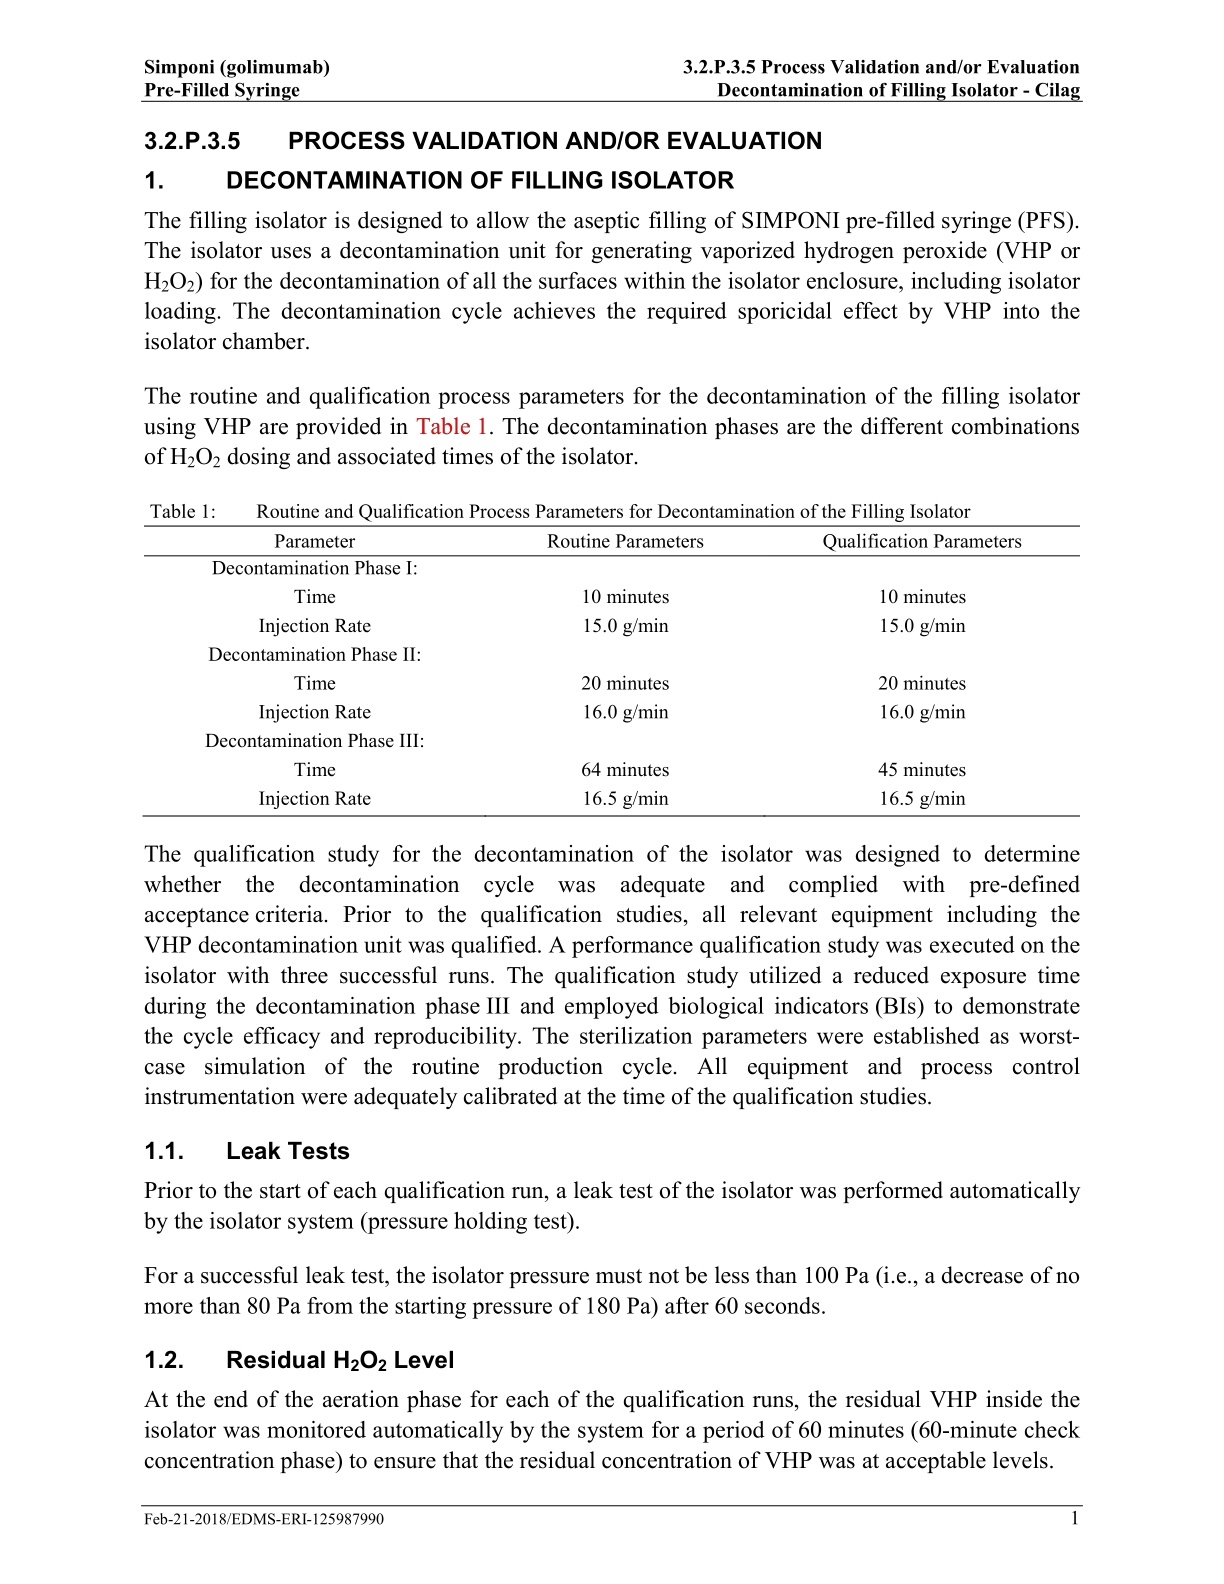 Simponi (golimumab) 3.2.P.3.5 Process Validation and/or Evaluation
Pre-Filled Syringe Decontamination of Filling Isolator - Cilag
3.2.P.3.5 PROCESS VALIDATION AND/OR EVALUATION
1. DECONTAMINATION OF FILLING ISOLATOR
The filling isolator is designed to allow the aseptic filling of SIMPONI pre-filled syringe (PFS).
The isolator uses a decontamination unit for generating vaporized hydrogen peroxide (VHP or
H₂O₂) for the decontamination of all the surfaces within the isolator enclosure, including isolator
loading. The decontamination cycle achieves the required sporicidal effect by VHP into the
isolator chamber.
The routine and qualification process parameters for the decontamination of the filling isolator
using VHP are provided in Table 1. The decontamination phases are the different combinations
of H₂O₂ dosing and associated times of the isolator.
Table 1: Routine and Qualification Process Parameters for Decontamination of the Filling Isolator
Parameter Routine Parameters Qualification Parameters
Decontamination Phase I:
Time 10 minutes 10 minutes
Injection Rate 15.0 g/min 15.0 g/min
Decontamination Phase II:
Time 20 minutes 20 minutes
Injection Rate 16.0 g/min 16.0 g/min
Decontamination Phase III:
Time 64 minutes 45 minutes
Injection Rate 16.5 g/min 16.5 g/min
The qualification study for the decontamination of the isolator was designed to determine
whether the decontamination cycle was adequate and complied with pre-defined
acceptance criteria. Prior to the qualification studies, all relevant equipment including the
VHP decontamination unit was qualified. A performance qualification study was executed on the
isolator with three successful runs. The qualification study utilized a reduced exposure time
during the decontamination phase III and employed biological indicators (BIs) to demonstrate
the cycle efficacy and reproducibility. The sterilization parameters were established as worst-
case simulation of the routine production cycle. All equipment and process control
instrumentation were adequately calibrated at the time of the qualification studies.
1.1. Leak Tests
Prior to the start of each qualification run, a leak test of the isolator was performed automatically
by the isolator system (pressure holding test).
For a successful leak test, the isolator pressure must not be less than 100 Pa (i.e., a decrease of no
more than 80 Pa from the starting pressure of 180 Pa) after 60 seconds.
1.2. Residual H₂O₂ Level
At the end of the aeration phase for each of the qualification runs, the residual VHP inside the
isolator was monitored automatically by the system for a period of 60 minutes (60-minute check
concentration phase) to ensure that the residual concentration of VHP was at acceptable levels.
Feb-21-2018/EDMS-ERI-125987990 1